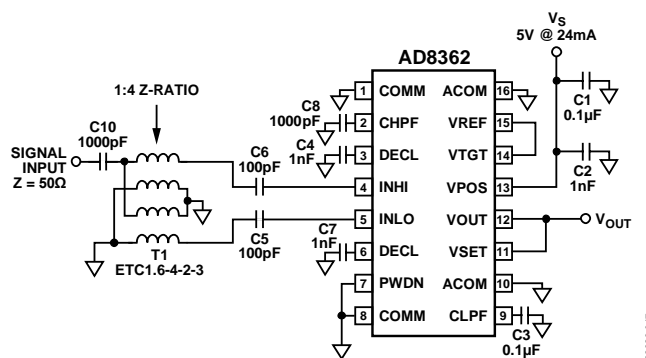 V_S
5V @ 24mA
AD8362
1:4 Z-RATIO
C10
1000pF
SIGNAL
INPUT
Z = 50Ω
T1
ETC1.6-4-2-3
C6
100pF
C5
100pF
C8
1000pF
C4
1nF
C7
1nF
1 COMM
2 CHPF
3 DECL
4 INHI
5 INLO
6 DECL
7 PWDN
8 COMM
ACOM 16
VREF 15
VTGT 14
VPOS 13
VOUT 12
VSET 11
ACOM 10
CLPF 9
C1
0.1µF
C2
1nF
V_OUT
C3
0.1µF